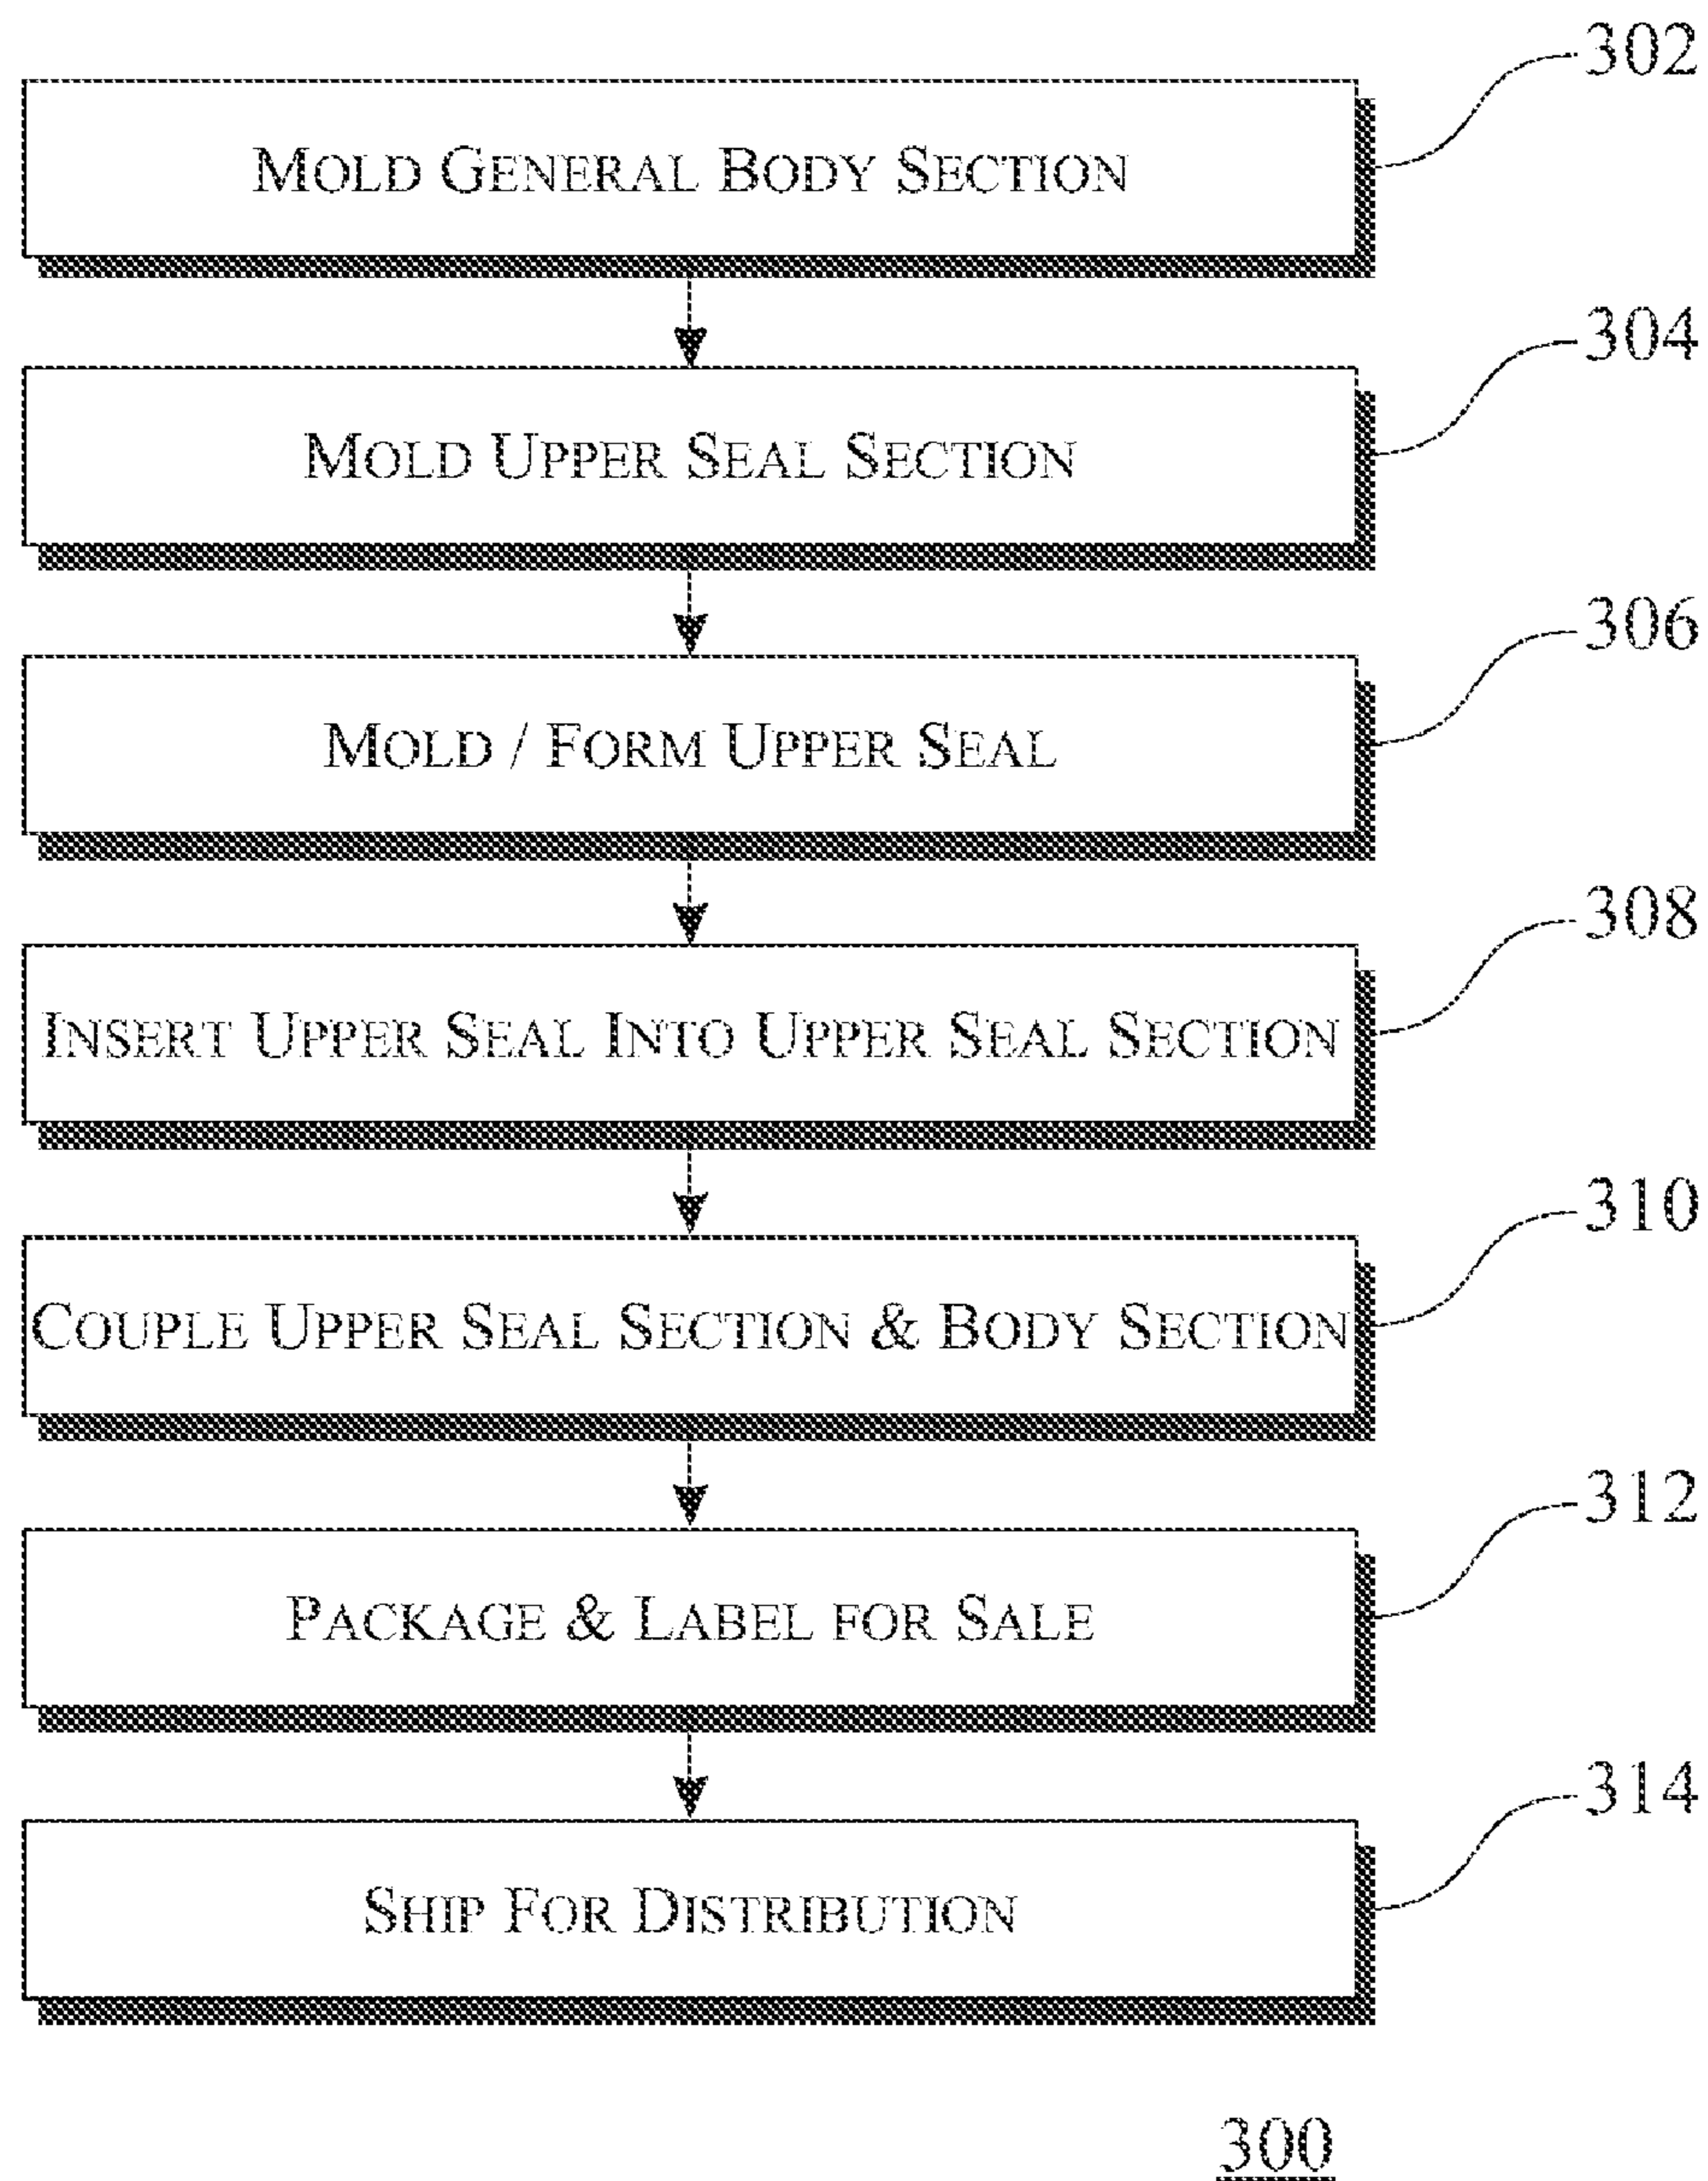 302
MOLD GENERAL BODY SECTION
304
MOLD UPPER SEAL SECTION
306
MOLD / FORM UPPER SEAL
308
INSERT UPPER SEAL INTO UPPER SEAL SECTION
310
COUPLE UPPER SEAL SECTION & BODY SECTION
312
PACKAGE & LABEL FOR SALE
314
SHIP FOR DISTRIBUTION
300